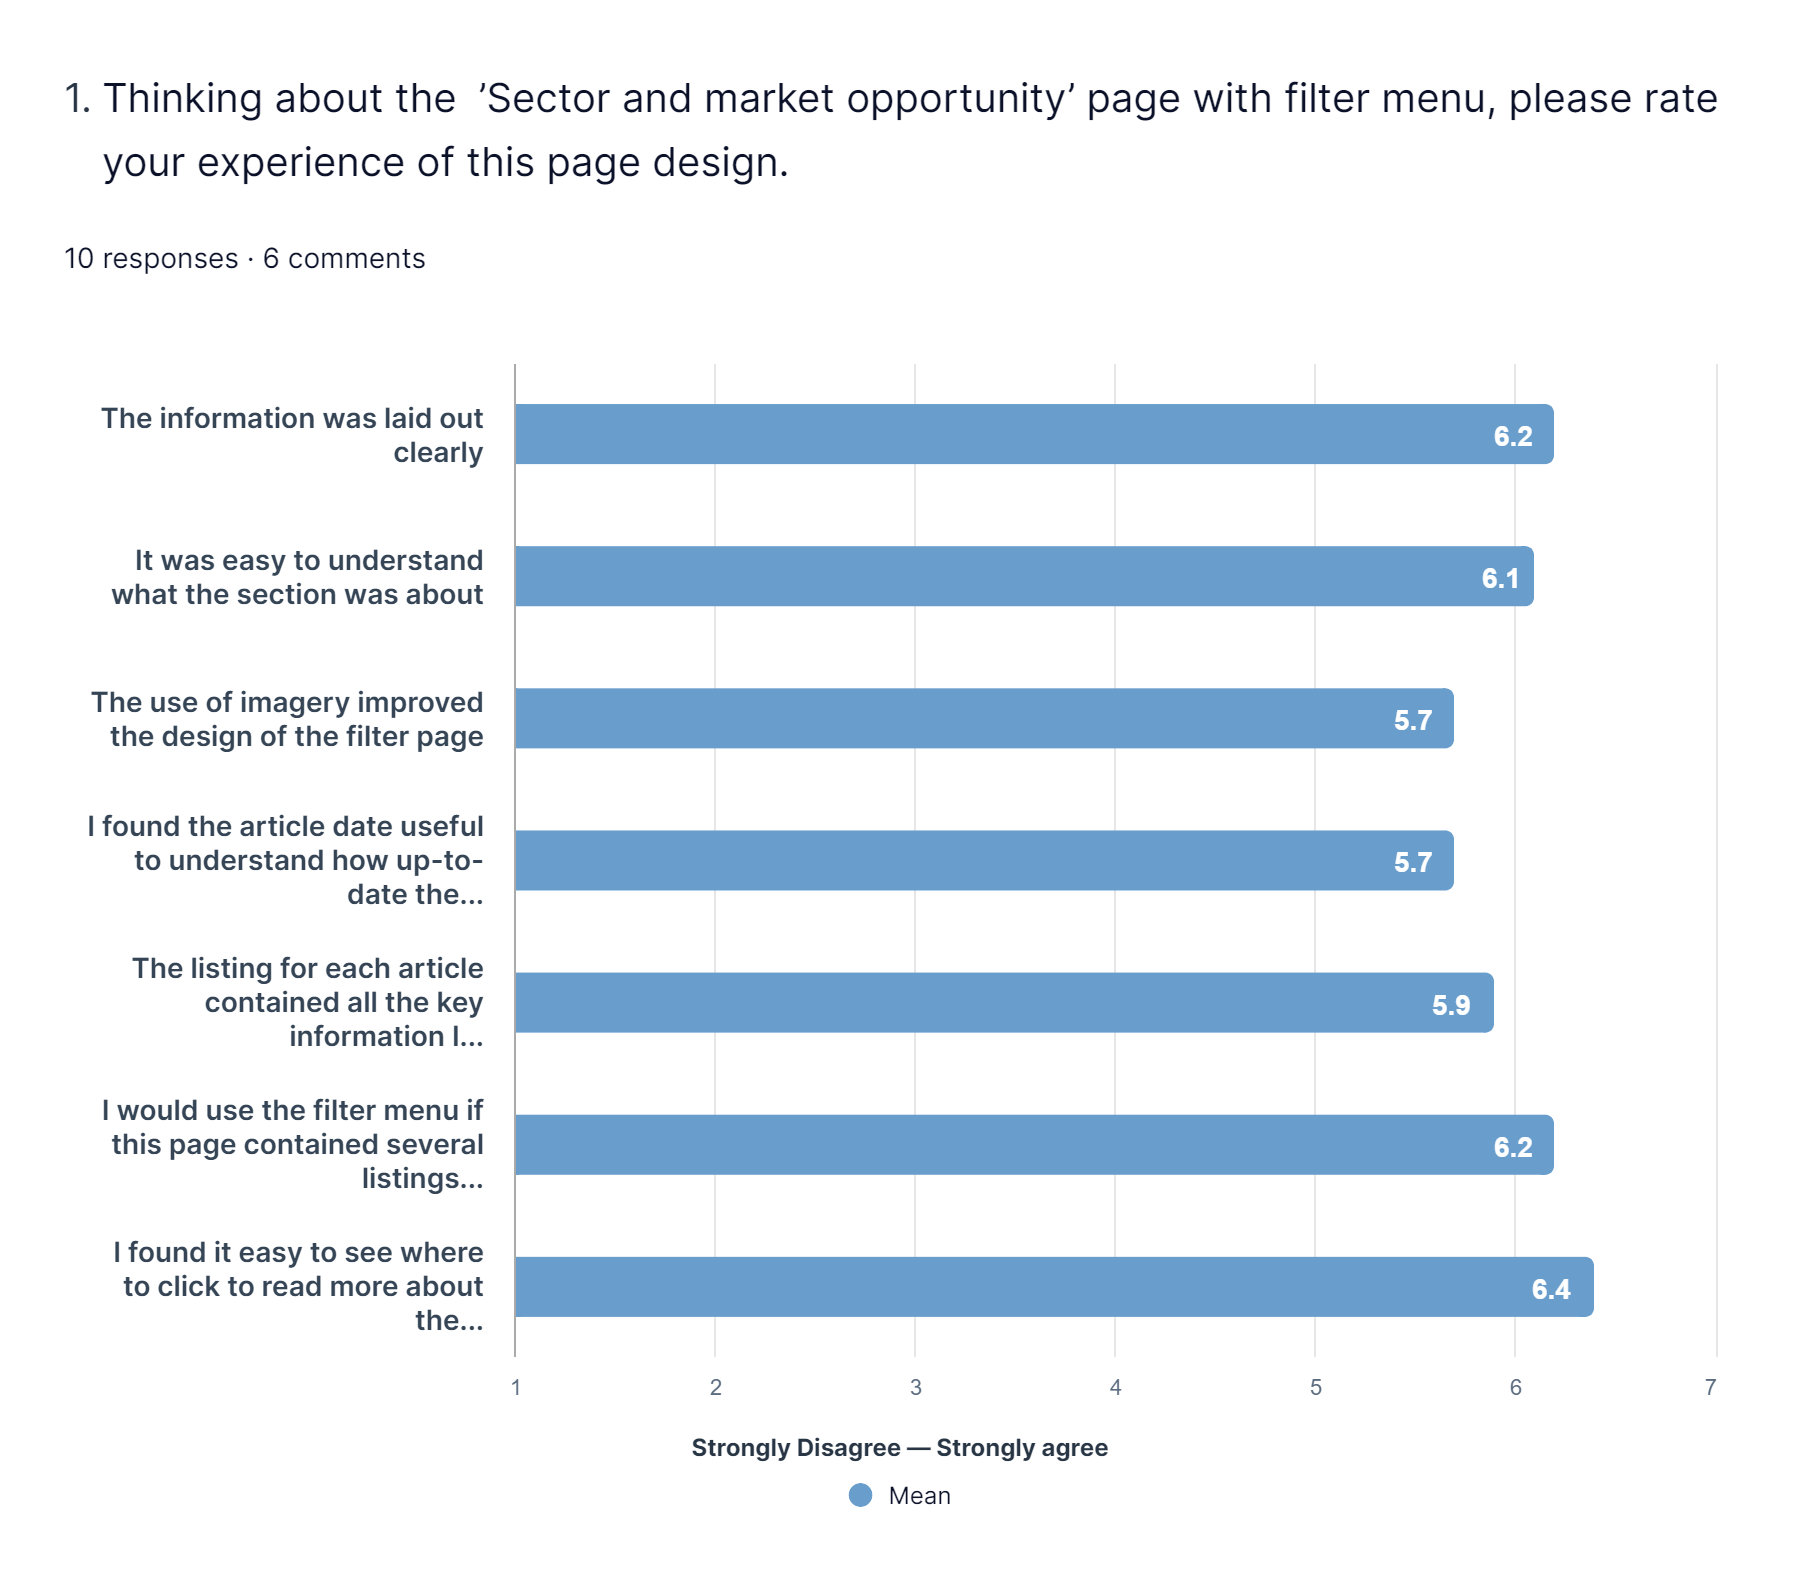 1. Thinking about the  ’Sector and market opportunity’ page with filter menu, please rate
your experience of this page design.
10 responses · 6 comments
The information was laid out
clearly
6.2
It was easy to understand
what the section was about
6.1
The use of imagery improved
the design of the filter page
5.7
I found the article date useful
to understand how up-to-
date the...
5.7
The listing for each article
contained all the key
information I...
5.9
I would use the filter menu if
this page contained several
listings...
6.2
I found it easy to see where
to click to read more about
the...
6.4
1 2 3 4 5 6 7
Strongly Disagree — Strongly agree
Mean